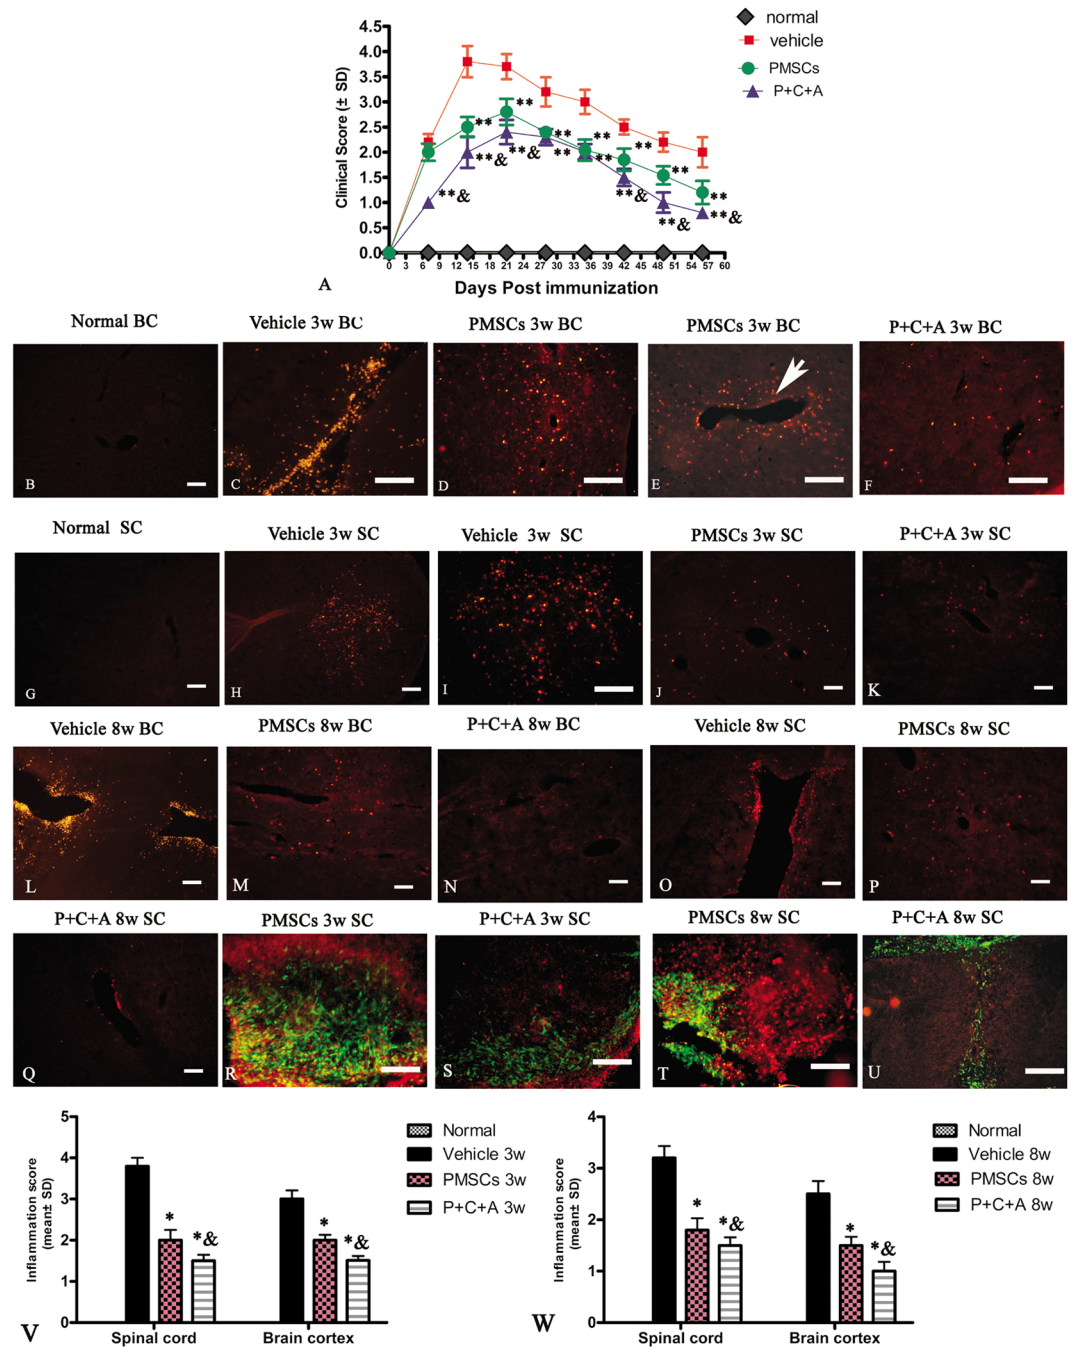 normal
vehicle
PMSCs
P+C+A
Clinical Score (± SD)
4.5
4.0
3.5
3.0
2.5
2.0
1.5
1.0
0.5
0.0
**
**
**
**
**
**
**
**&
**&
**&
**
**
**&
**&
**&
0 3 6 9 12 15 18 21 24 27 30 33 36 39 42 45 48 51 54 57 60
Days Post immunization
A
Normal BC
Vehicle 3w BC
PMSCs 3w BC
PMSCs 3w BC
P+C+A 3w BC
B
C
D
E
F
Normal SC
Vehicle 3w SC
Vehicle 3w SC
PMSCs 3w SC
P+C+A 3w SC
G
H
I
J
K
Vehicle 8w BC
PMSCs 8w BC
P+C+A 8w BC
Vehicle 8w SC
PMSCs 8w SC
L
M
N
O
P
P+C+A 8w SC
PMSCs 3w SC
P+C+A 3w SC
PMSCs 8w SC
P+C+A 8w SC
Q
R
S
T
U
Inflammation score
(mean± SD)
5
4
3
2
1
0
*
*&
*
*&
Spinal cord
Brain cortex
Normal
Vehicle 3w
PMSCs 3w
P+C+A 3w
V
Inflammation score
(mean± SD)
4
3
2
1
0
*
*&
*
*&
Spinal cord
Brain cortex
Normal
Vehicle 8w
PMSCs 8w
P+C+A 8w
W